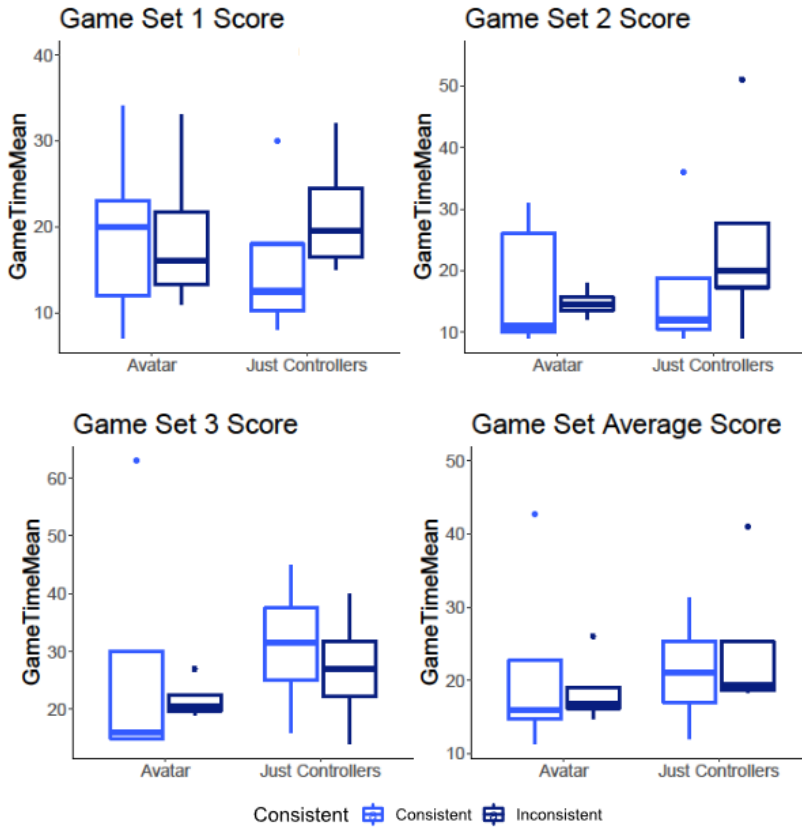 Game Set 1 Score
GameTimeMean
40
30
20
10
Avatar Just Controllers
Game Set 2 Score
GameTimeMean
50
40
30
20
10
Avatar Just Controllers
Game Set 3 Score
GameTimeMean
60
50
40
30
20
Avatar Just Controllers
Game Set Average Score
GameTimeMean
50
40
30
20
10
Avatar Just Controllers
Consistent Consistent Inconsistent